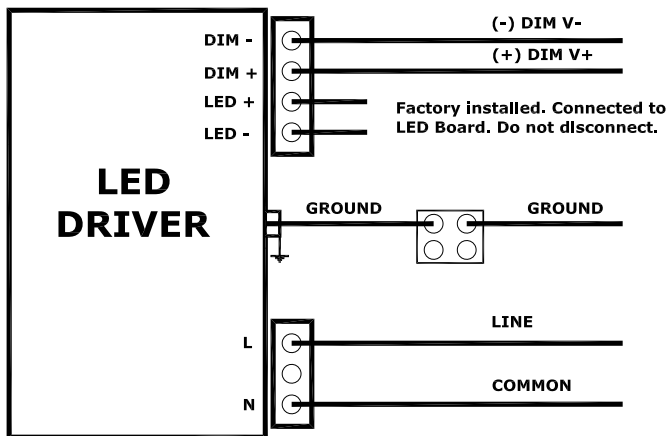 DIM -
(-) DIM V-
DIM +
(+) DIM V+
LED +
LED -
Factory installed. Connected to
LED Board. Do not disconnect.
LED
DRIVER
GROUND
GROUND
L
LINE
N
COMMON